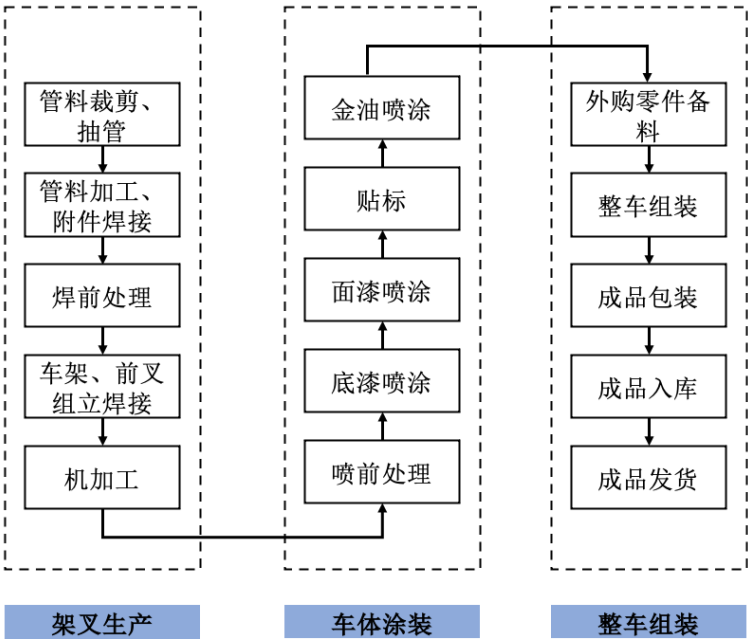 管料裁剪、
抽管
管料加工、
附件焊接
焊前处理
车架、前叉
组立焊接
机加工
架叉生产
金油喷涂
贴标
面漆喷涂
底漆喷涂
喷前处理
车体涂装
外购零件备
料
整车组装
成品包装
成品入库
成品发货
整车组装